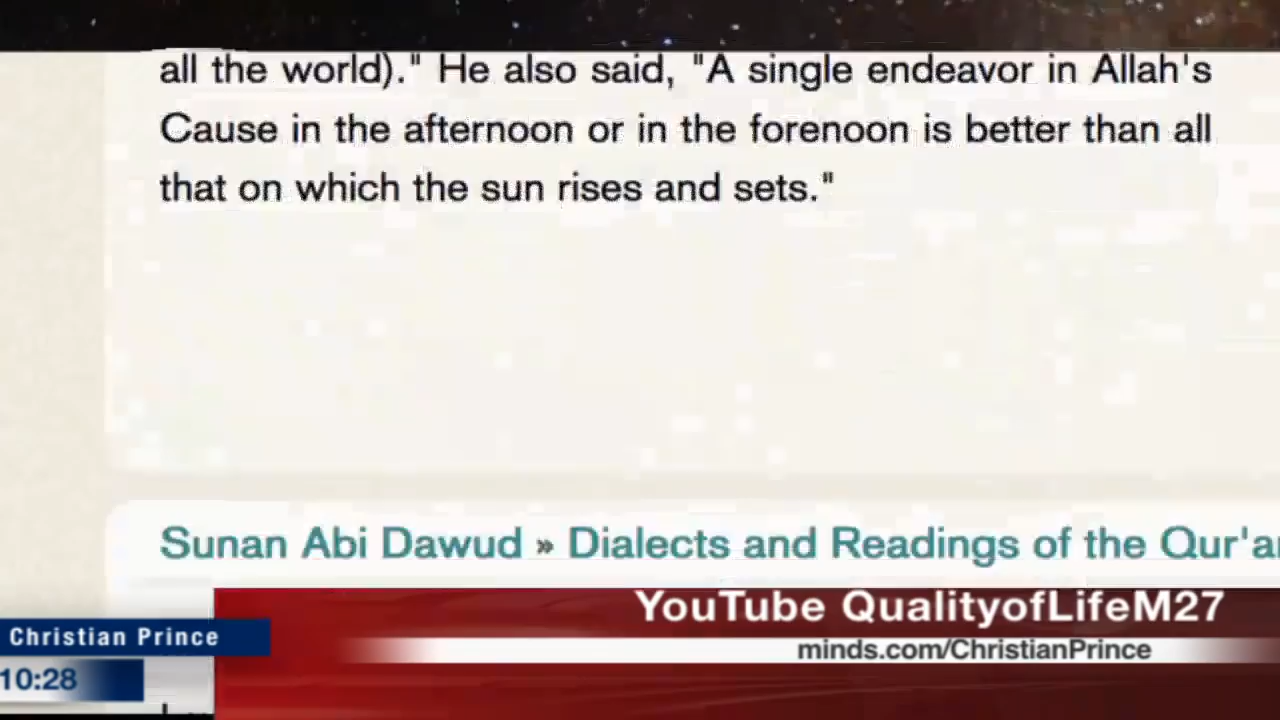 all the world)." He also said, "A single endeavor in Allah's
Cause in the afternoon or in the forenoon is better than all
that on which the sun rises and sets."
Sunan Abi Dawud » Dialects and Readings of the
YouTube QualityofLifeM27
Christian Prince
minds.com/ChristianPrince
10:28